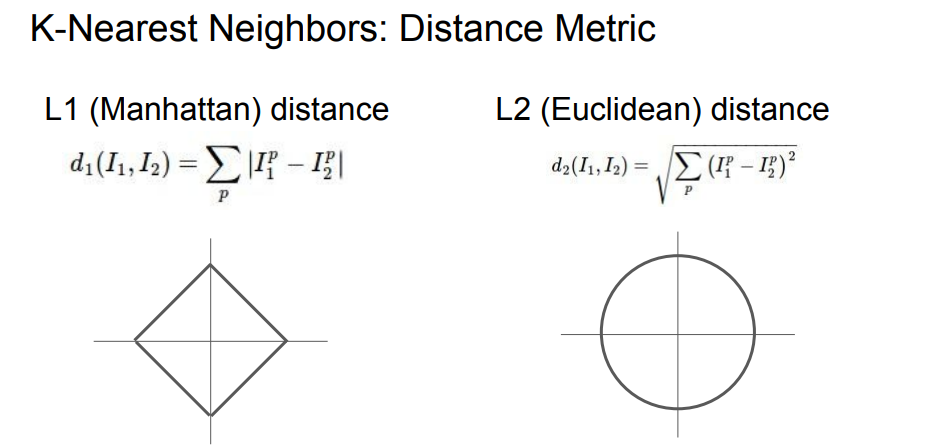 K-Nearest Neighbors: Distance Metric
L1 (Manhattan) distance
d₁(I₁, I₂) = ∑ₚ |I₁ᵖ − I₂ᵖ|
L2 (Euclidean) distance
d₂(I₁, I₂) = √(∑ₚ (I₁ᵖ − I₂ᵖ)²)